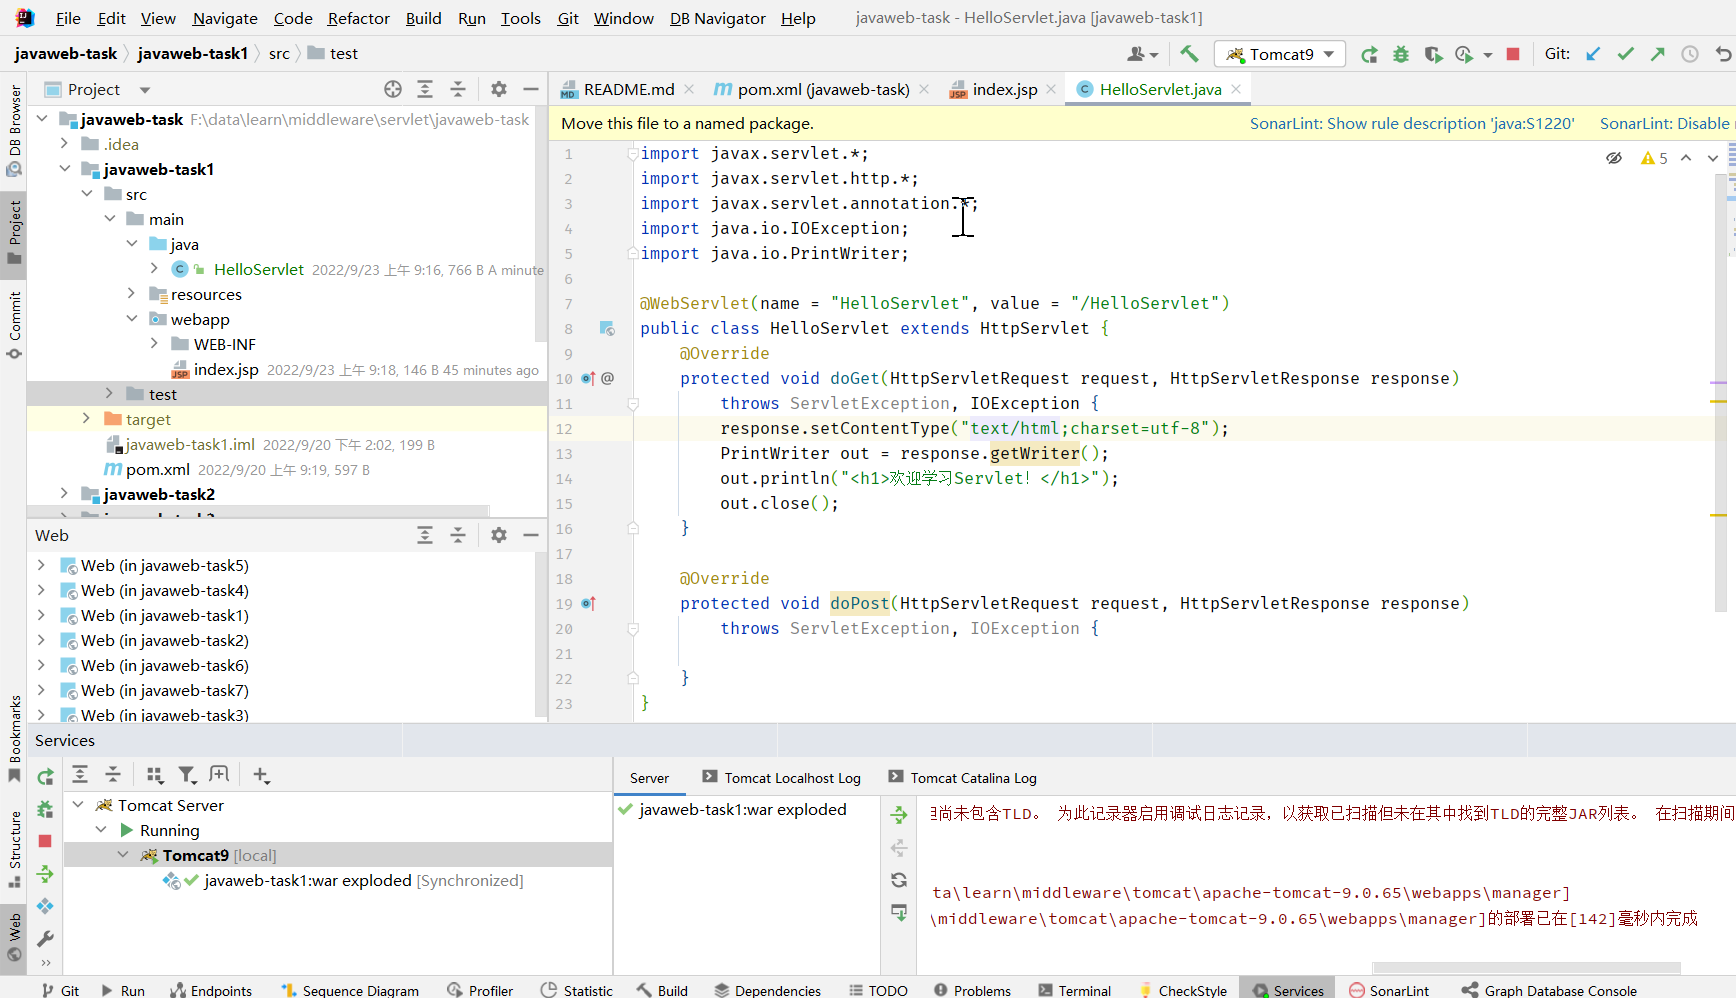 File Edit View Navigate Code Refactor Build Run Tools Git Window DB Navigator Help javaweb-task - HelloServlet.java [javaweb-task1]
javaweb-task javaweb-task1 src test Tomcat9 Git:
Project
README.md pom.xml (javaweb-task) index.jsp HelloServlet.java
Move this file to a named package. SonarLint: Show rule description 'java:S1220' SonarLint: Disable
DB Browser
Project
Commit
Bookmarks
Structure
Web
javaweb-task F:\data\learn\middleware\servlet\javaweb-task
.idea
javaweb-task1
src
main
java
HelloServlet 2022/9/23 上午 9:16, 766 B A minute
resources
webapp
WEB-INF
index.jsp 2022/9/23 上午 9:18, 146 B 45 minutes ago
test
target
javaweb-task1.iml 2022/9/20 下午 2:02, 199 B
pom.xml 2022/9/20 上午 9:19, 597 B
javaweb-task2
Web
Web (in javaweb-task5)
Web (in javaweb-task4)
Web (in javaweb-task1)
Web (in javaweb-task2)
Web (in javaweb-task6)
Web (in javaweb-task7)
Web (in javaweb-task3)
5
1 import javax.servlet.*;
2 import javax.servlet.http.*;
3 import javax.servlet.annotation.*;
4 import java.io.IOException;
5 import java.io.PrintWriter;
6
7 @WebServlet(name = "HelloServlet", value = "/HelloServlet")
8 public class HelloServlet extends HttpServlet {
9 @Override
10 protected void doGet(HttpServletRequest request, HttpServletResponse response)
11 throws ServletException, IOException {
12 response.setContentType("text/html;charset=utf-8");
13 PrintWriter out = response.getWriter();
14 out.println("<h1>欢迎学习Servlet! </h1>");
15 out.close();
16 }
17
18 @Override
19 protected void doPost(HttpServletRequest request, HttpServletResponse response)
20 throws ServletException, IOException {
21
22 }
23 }
Services
Tomcat Server
Running
Tomcat9 [local]
javaweb-task1:war exploded [Synchronized]
Server Tomcat Localhost Log Tomcat Catalina Log
javaweb-task1:war exploded
尚未包含TLD。 为此记录器启用调试日志记录，以获取已扫描但未在其中找到TLD的完整JAR列表。 在扫描期间
ta\learn\middleware\tomcat\apache-tomcat-9.0.65\webapps\manager]
\middleware\tomcat\apache-tomcat-9.0.65\webapps\manager]的部署已在[142]毫秒内完成
Git Run Endpoints Sequence Diagram Profiler Statistic Build Dependencies TODO Problems Terminal CheckStyle Services SonarLint Graph Database Console